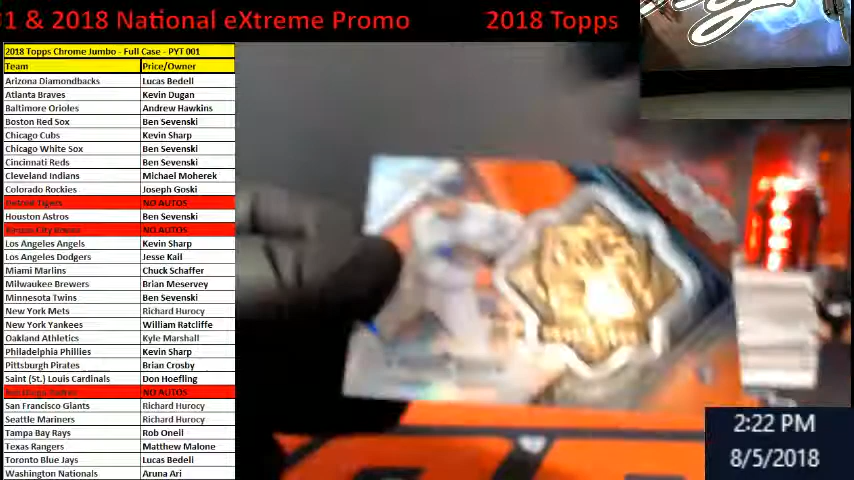 1 & 2018 National eXtreme Promo 2018 Topps
2018 Topps Chrome Jumbo - Full Case - PYT 001
Team Price/Owner
Arizona Diamondbacks Lucas Bedell
Atlanta Braves Kevin Dugan
Baltimore Orioles Andrew Hawkins
Boston Red Sox Ben Sevenski
Chicago Cubs Kevin Sharp
Chicago White Sox Ben Sevenski
Cincinnati Reds Ben Sevenski
Cleveland Indians Michael Moherek
Colorado Rockies Joseph Goski
Detroit Tigers NO AUTOS
Houston Astros Ben Sevenski
Kansas City Royals NO AUTOS
Los Angeles Angels Kevin Sharp
Los Angeles Dodgers Jesse Kail
Miami Marlins Chuck Schaffer
Milwaukee Brewers Brian Meservey
Minnesota Twins Ben Sevenski
New York Mets Richard Hurocy
New York Yankees William Ratcliffe
Oakland Athletics Kyle Marshall
Philadelphia Phillies Kevin Sharp
Pittsburgh Pirates Brian Crosby
Saint (St.) Louis Cardinals Don Hoefling
San Diego Padres NO AUTOS
San Francisco Giants Richard Hurocy
Seattle Mariners Richard Hurocy
Tampa Bay Rays Rob Oneil
Texas Rangers Matthew Malone
Toronto Blue Jays Lucas Bedell
Washington Nationals Aruna Ari
2:22 PM
8/5/2018